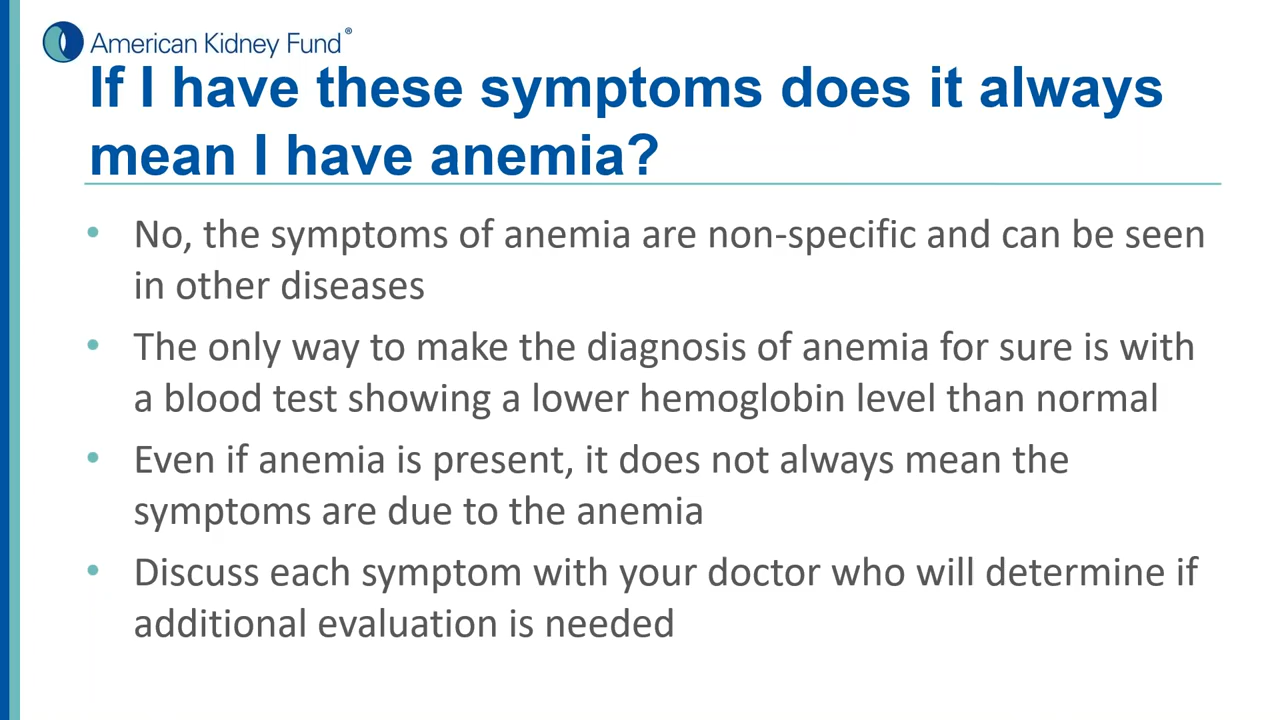 American Kidney Fund®
If I have these symptoms does it always
mean I have anemia?
• No, the symptoms of anemia are non-specific and can be seen
in other diseases
• The only way to make the diagnosis of anemia for sure is with
a blood test showing a lower hemoglobin level than normal
• Even if anemia is present, it does not always mean the
symptoms are due to the anemia
• Discuss each symptom with your doctor who will determine if
additional evaluation is needed